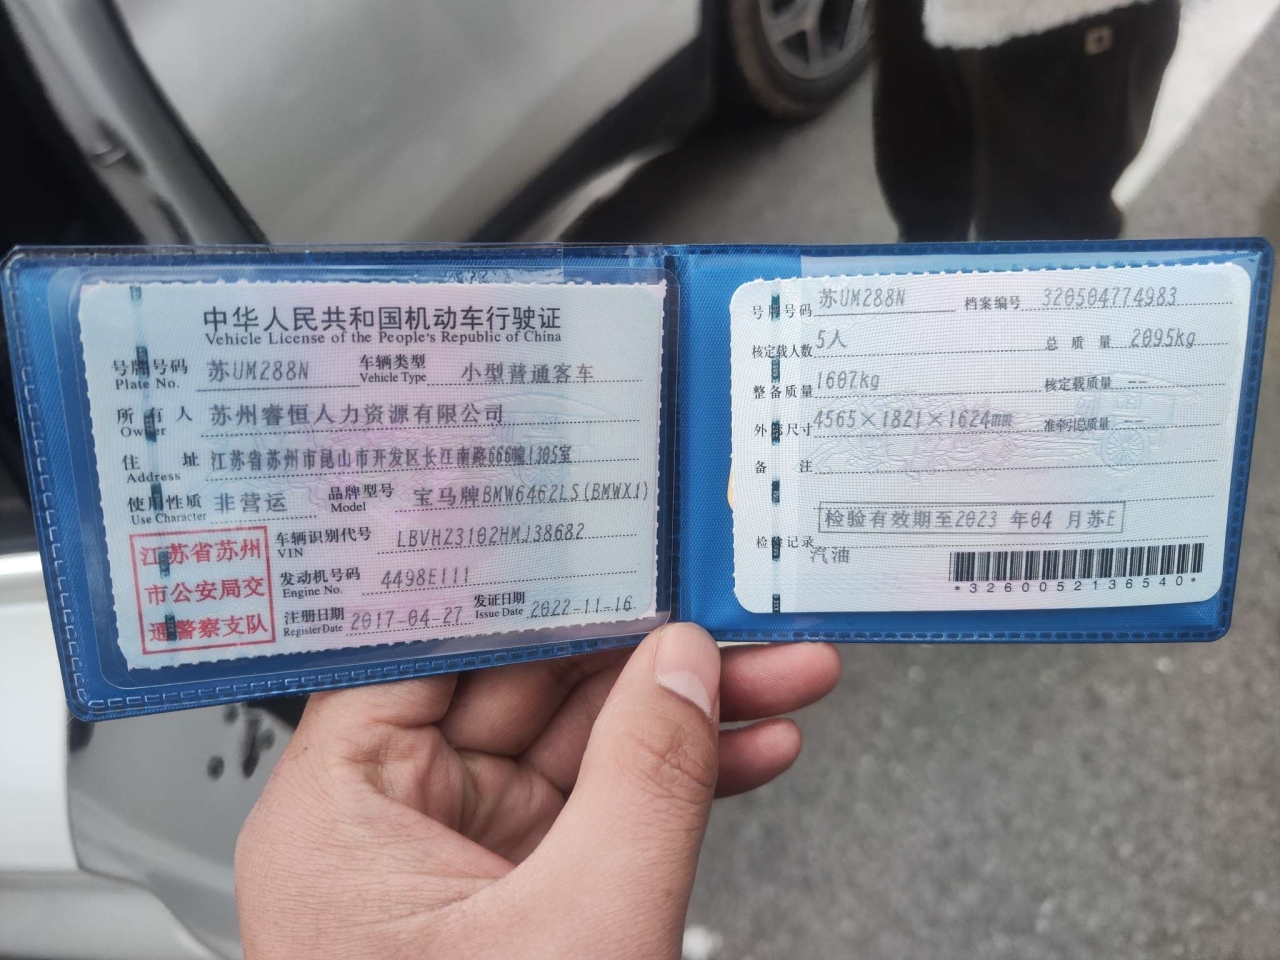 中华人民共和国机动车行驶证
Vehicle License of the People's Republic of China
号牌号码 苏UM288N 车辆类型 小型普通客车
Plate No. Vehicle Type
所有人 苏州睿恒人力资源有限公司
Owner
住址 江苏省苏州市昆山市开发区长江南路666幢1305室
Address
使用性质 非营运 品牌型号 宝马牌BMW6462LS(BMWX1)
Use Character Model
江苏省苏州
市公安局交
通警察支队
车辆识别代号 LBVHZ3102HMJ38682
VIN
发动机号码 4498E111
Engine No.
注册日期 2017-04-27 发证日期 2022-11-16
Register Date Issue Date
号牌号码 苏UM288N 档案编号 320504774983
核定载人数 5人 总质量 2095kg
整备质量 1607kg 核定载质量 --
外部尺寸 4565×1821×1624mm 准牵引总质量 --
备注
检验有效期至2023 年04 月苏E
检验记录
汽油
*3260052136540*